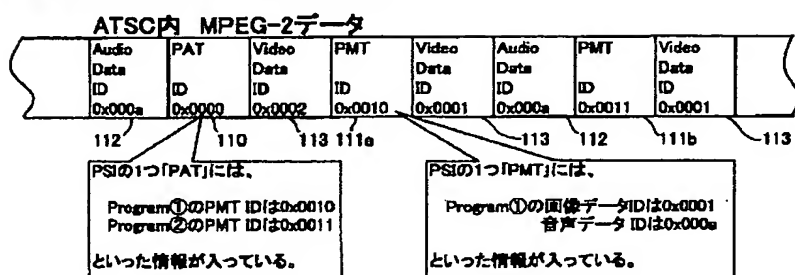 ATSC内 MPEG-2データ
Audio Data ID 0x000a
PAT ID 0x0000
Video Data ID 0x0002
PMT ID 0x0010
Video Data ID 0x0001
Audio Data ID 0x000a
PMT ID 0x0011
Video Data ID 0x0001
112 110 113 111a 113 112 111b 113
PSIの1つ「PAT」には、
Program①のPMT IDは0x0010
Program②のPMT IDは0x0011
といった情報が入っている。
PSIの1つ「PMT」には、
Program①の画像データIDは0x0001
音声データ IDは0x000a
といった情報が入っている。